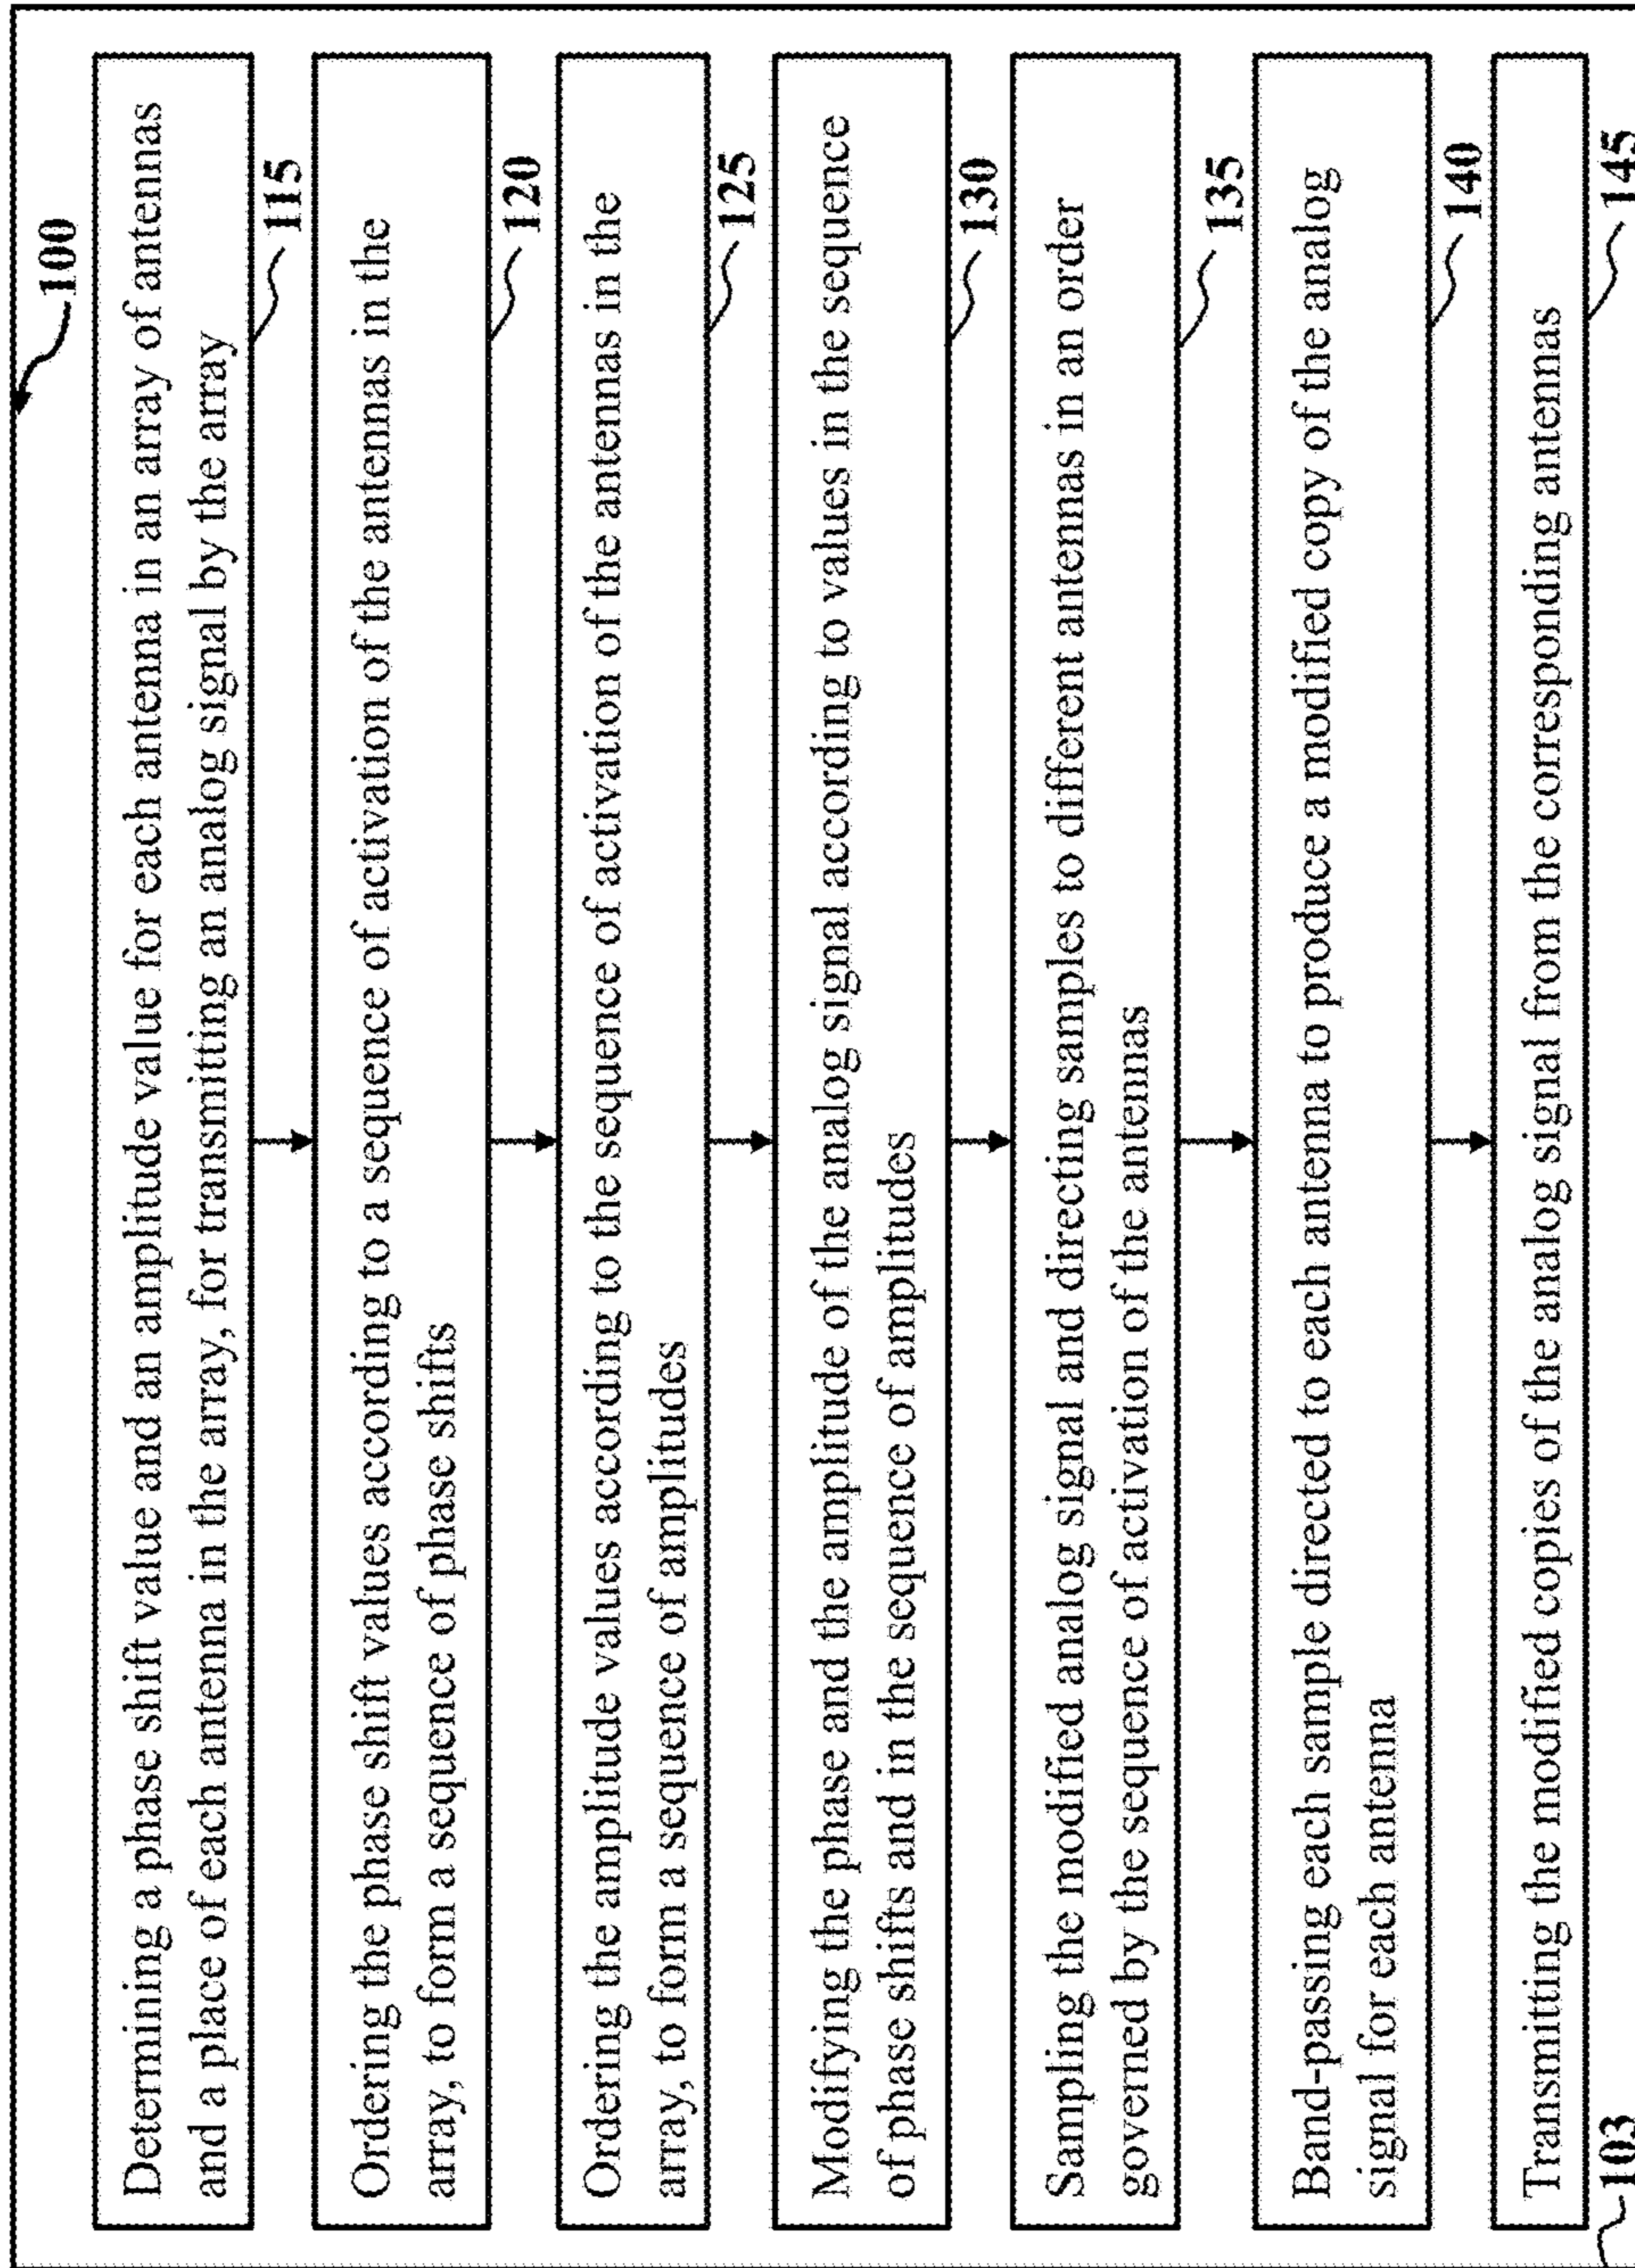 100
Determining a phase shift value and an amplitude value for each antenna in an array of antennas
and a place of each antenna in the array, for transmitting an analog signal by the array
115
Ordering the phase shift values according to a sequence of activation of the antennas in the
array, to form a sequence of phase shifts
120
Ordering the amplitude values according to the sequence of activation of the antennas in the
array, to form a sequence of amplitudes
125
Modifying the phase and the amplitude of the analog signal according to values in the sequence
of phase shifts and in the sequence of amplitudes
130
Sampling the modified analog signal and directing samples to different antennas in an order
governed by the sequence of activation of the antennas
135
Band-passing each sample directed to each antenna to produce a modified copy of the analog
signal for each antenna
140
Transmitting the modified copies of the analog signal from the corresponding antennas
145
103